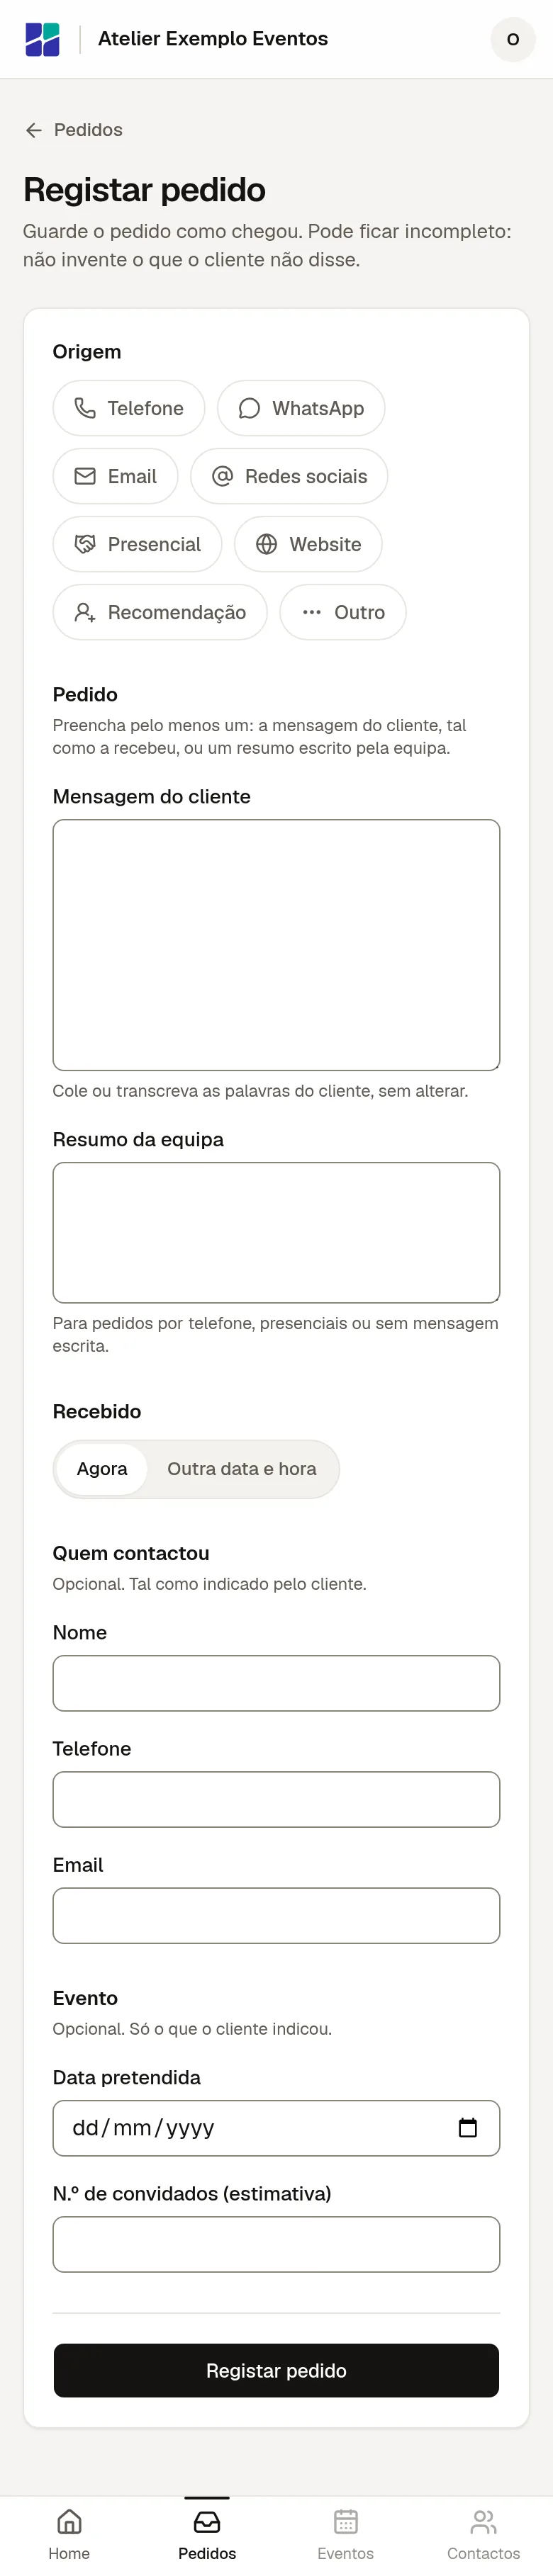 Atelier Exemplo Eventos
O
Pedidos
Registar pedido
Guarde o pedido como chegou. Pode ficar incompleto:
não invente o que o cliente não disse.
Origem
Telefone
WhatsApp
Email
Redes sociais
Presencial
Website
Recomendação
Outro
Pedido
Preencha pelo menos um: a mensagem do cliente, tal
como a recebeu, ou um resumo escrito pela equipa.
Mensagem do cliente
Cole ou transcreva as palavras do cliente, sem alterar.
Resumo da equipa
Para pedidos por telefone, presenciais ou sem mensagem
escrita.
Recebido
Agora
Outra data e hora
Quem contactou
Opcional. Tal como indicado pelo cliente.
Nome
Telefone
Email
Evento
Opcional. Só o que o cliente indicou.
Data pretendida
dd/mm/yyyy
N.º de convidados (estimativa)
Registar pedido
Home
Pedidos
Eventos
Contactos